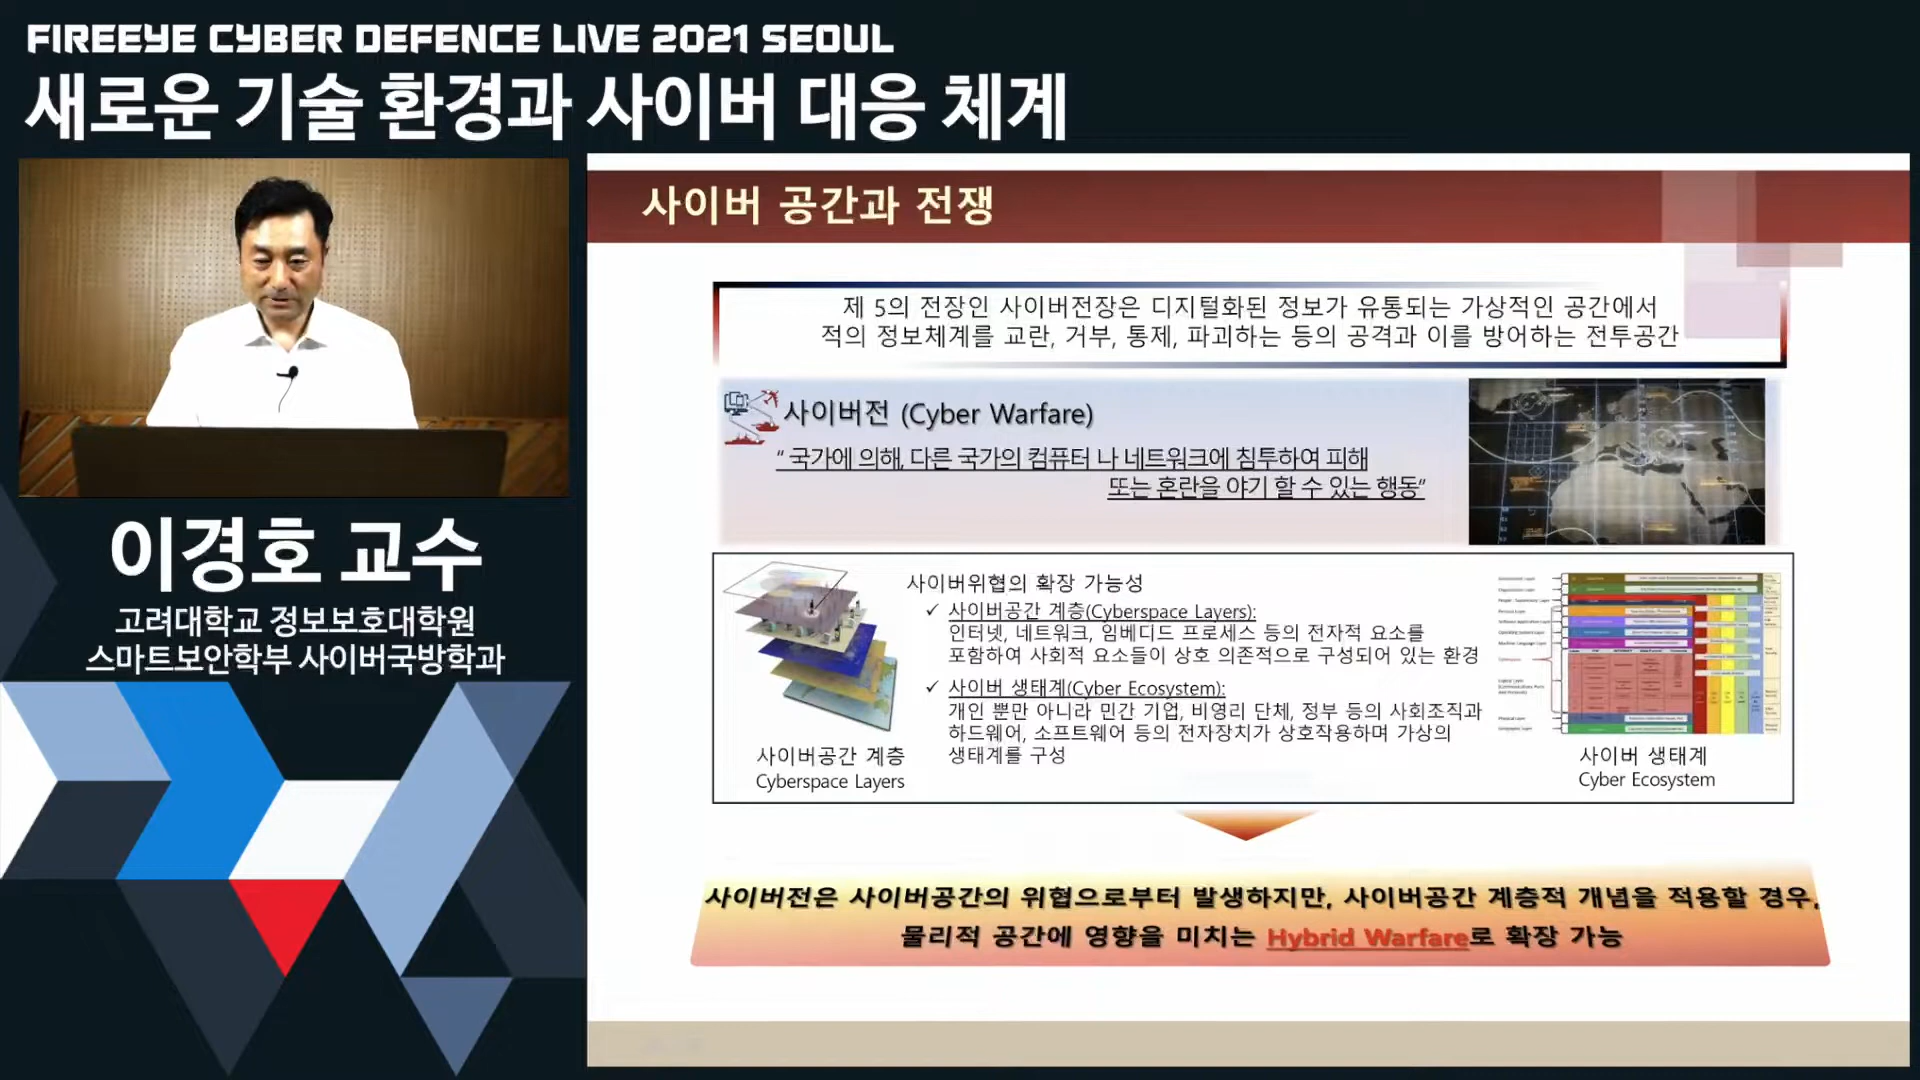 FIREEYE CYBER DEFENCE LIVE 2021 SEOUL
새로운 기술 환경과 사이버 대응 체계
이경호 교수
고려대학교 정보보호대학원
스마트보안학부 사이버국방학과
사이버 공간과 전쟁
제 5의 전장인 사이버전장은 디지털화된 정보가 유통되는 가상적인 공간에서
적의 정보체계를 교란, 거부, 통제, 파괴하는 등의 공격과 이를 방어하는 전투공간
사이버전 (Cyber Warfare)
“ 국가에 의해, 다른 국가의 컴퓨터 나 네트워크에 침투하여 피해
또는 혼란을 야기 할 수 있는 행동”
사이버위협의 확장 가능성
✓ 사이버공간 계층(Cyberspace Layers):
인터넷, 네트워크, 임베디드 프로세스 등의 전자적 요소를
포함하여 사회적 요소들이 상호 의존적으로 구성되어 있는 환경
✓ 사이버 생태계(Cyber Ecosystem):
개인 뿐만 아니라 민간 기업, 비영리 단체, 정부 등의 사회조직과
하드웨어, 소프트웨어 등의 전자장치가 상호작용하며 가상의
생태계를 구성
사이버공간 계층
Cyberspace Layers
사이버 생태계
Cyber Ecosystem
사이버전은 사이버공간의 위협으로부터 발생하지만, 사이버공간 계층적 개념을 적용할 경우,
물리적 공간에 영향을 미치는 Hybrid Warfare로 확장 가능